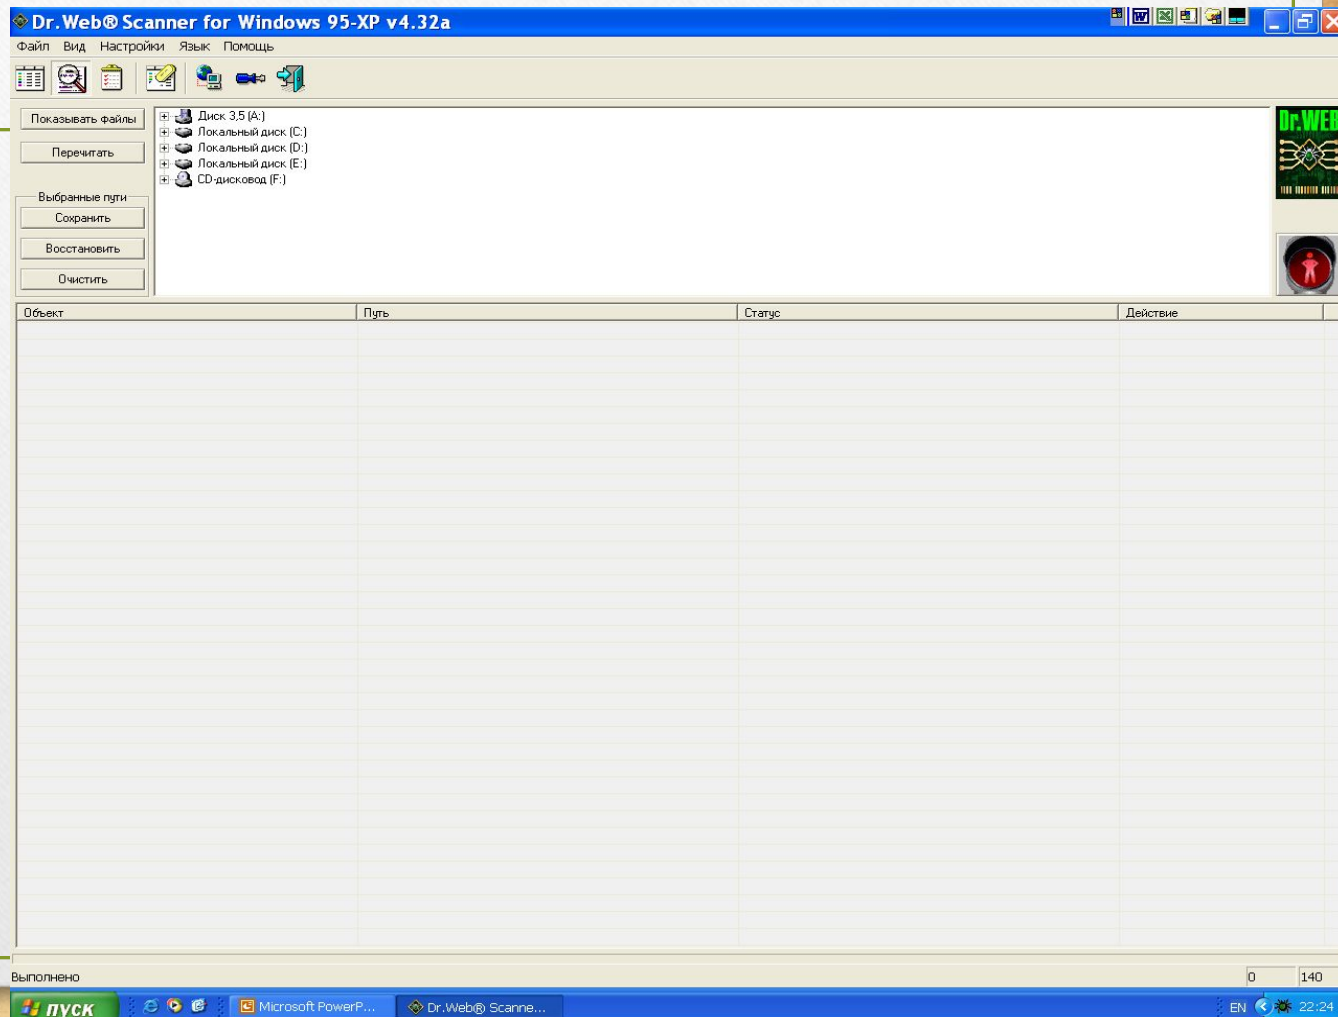 Dr.Web® Scanner for Windows 95-XP v4.32a
Файл Вид Настройки Язык Помощь
Показывать файлы
Перечитать
Выбранные пути
Сохранить
Восстановить
Очистить
Диск 3,5 (A:)
Локальный диск (C:)
Локальный диск (D:)
Локальный диск (E:)
CD-дисковод (F:)
Dr.WEB
Объект Путь Статус Действие
Выполнено 0 140
пуск Microsoft PowerP... Dr.Web® Scanne... EN 22:24